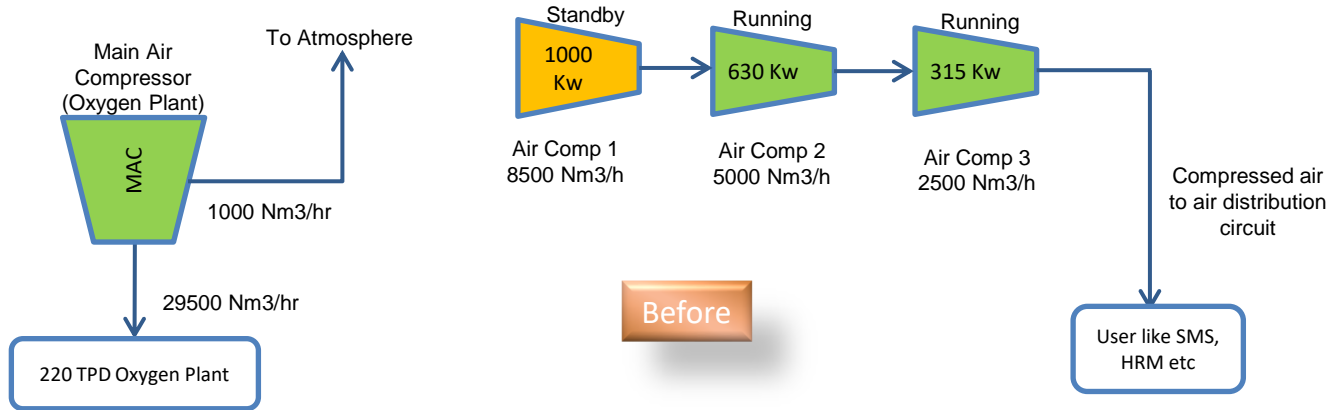 Main Air
Compressor
(Oxygen Plant)
MAC
To Atmosphere
1000 Nm3/hr
29500 Nm3/hr
220 TPD Oxygen Plant
Standby
1000
Kw
Air Comp 1
8500 Nm3/h
Running
630 Kw
Air Comp 2
5000 Nm3/h
Running
315 Kw
Air Comp 3
2500 Nm3/h
Compressed air
to air distribution
circuit
User like SMS,
HRM etc
Before